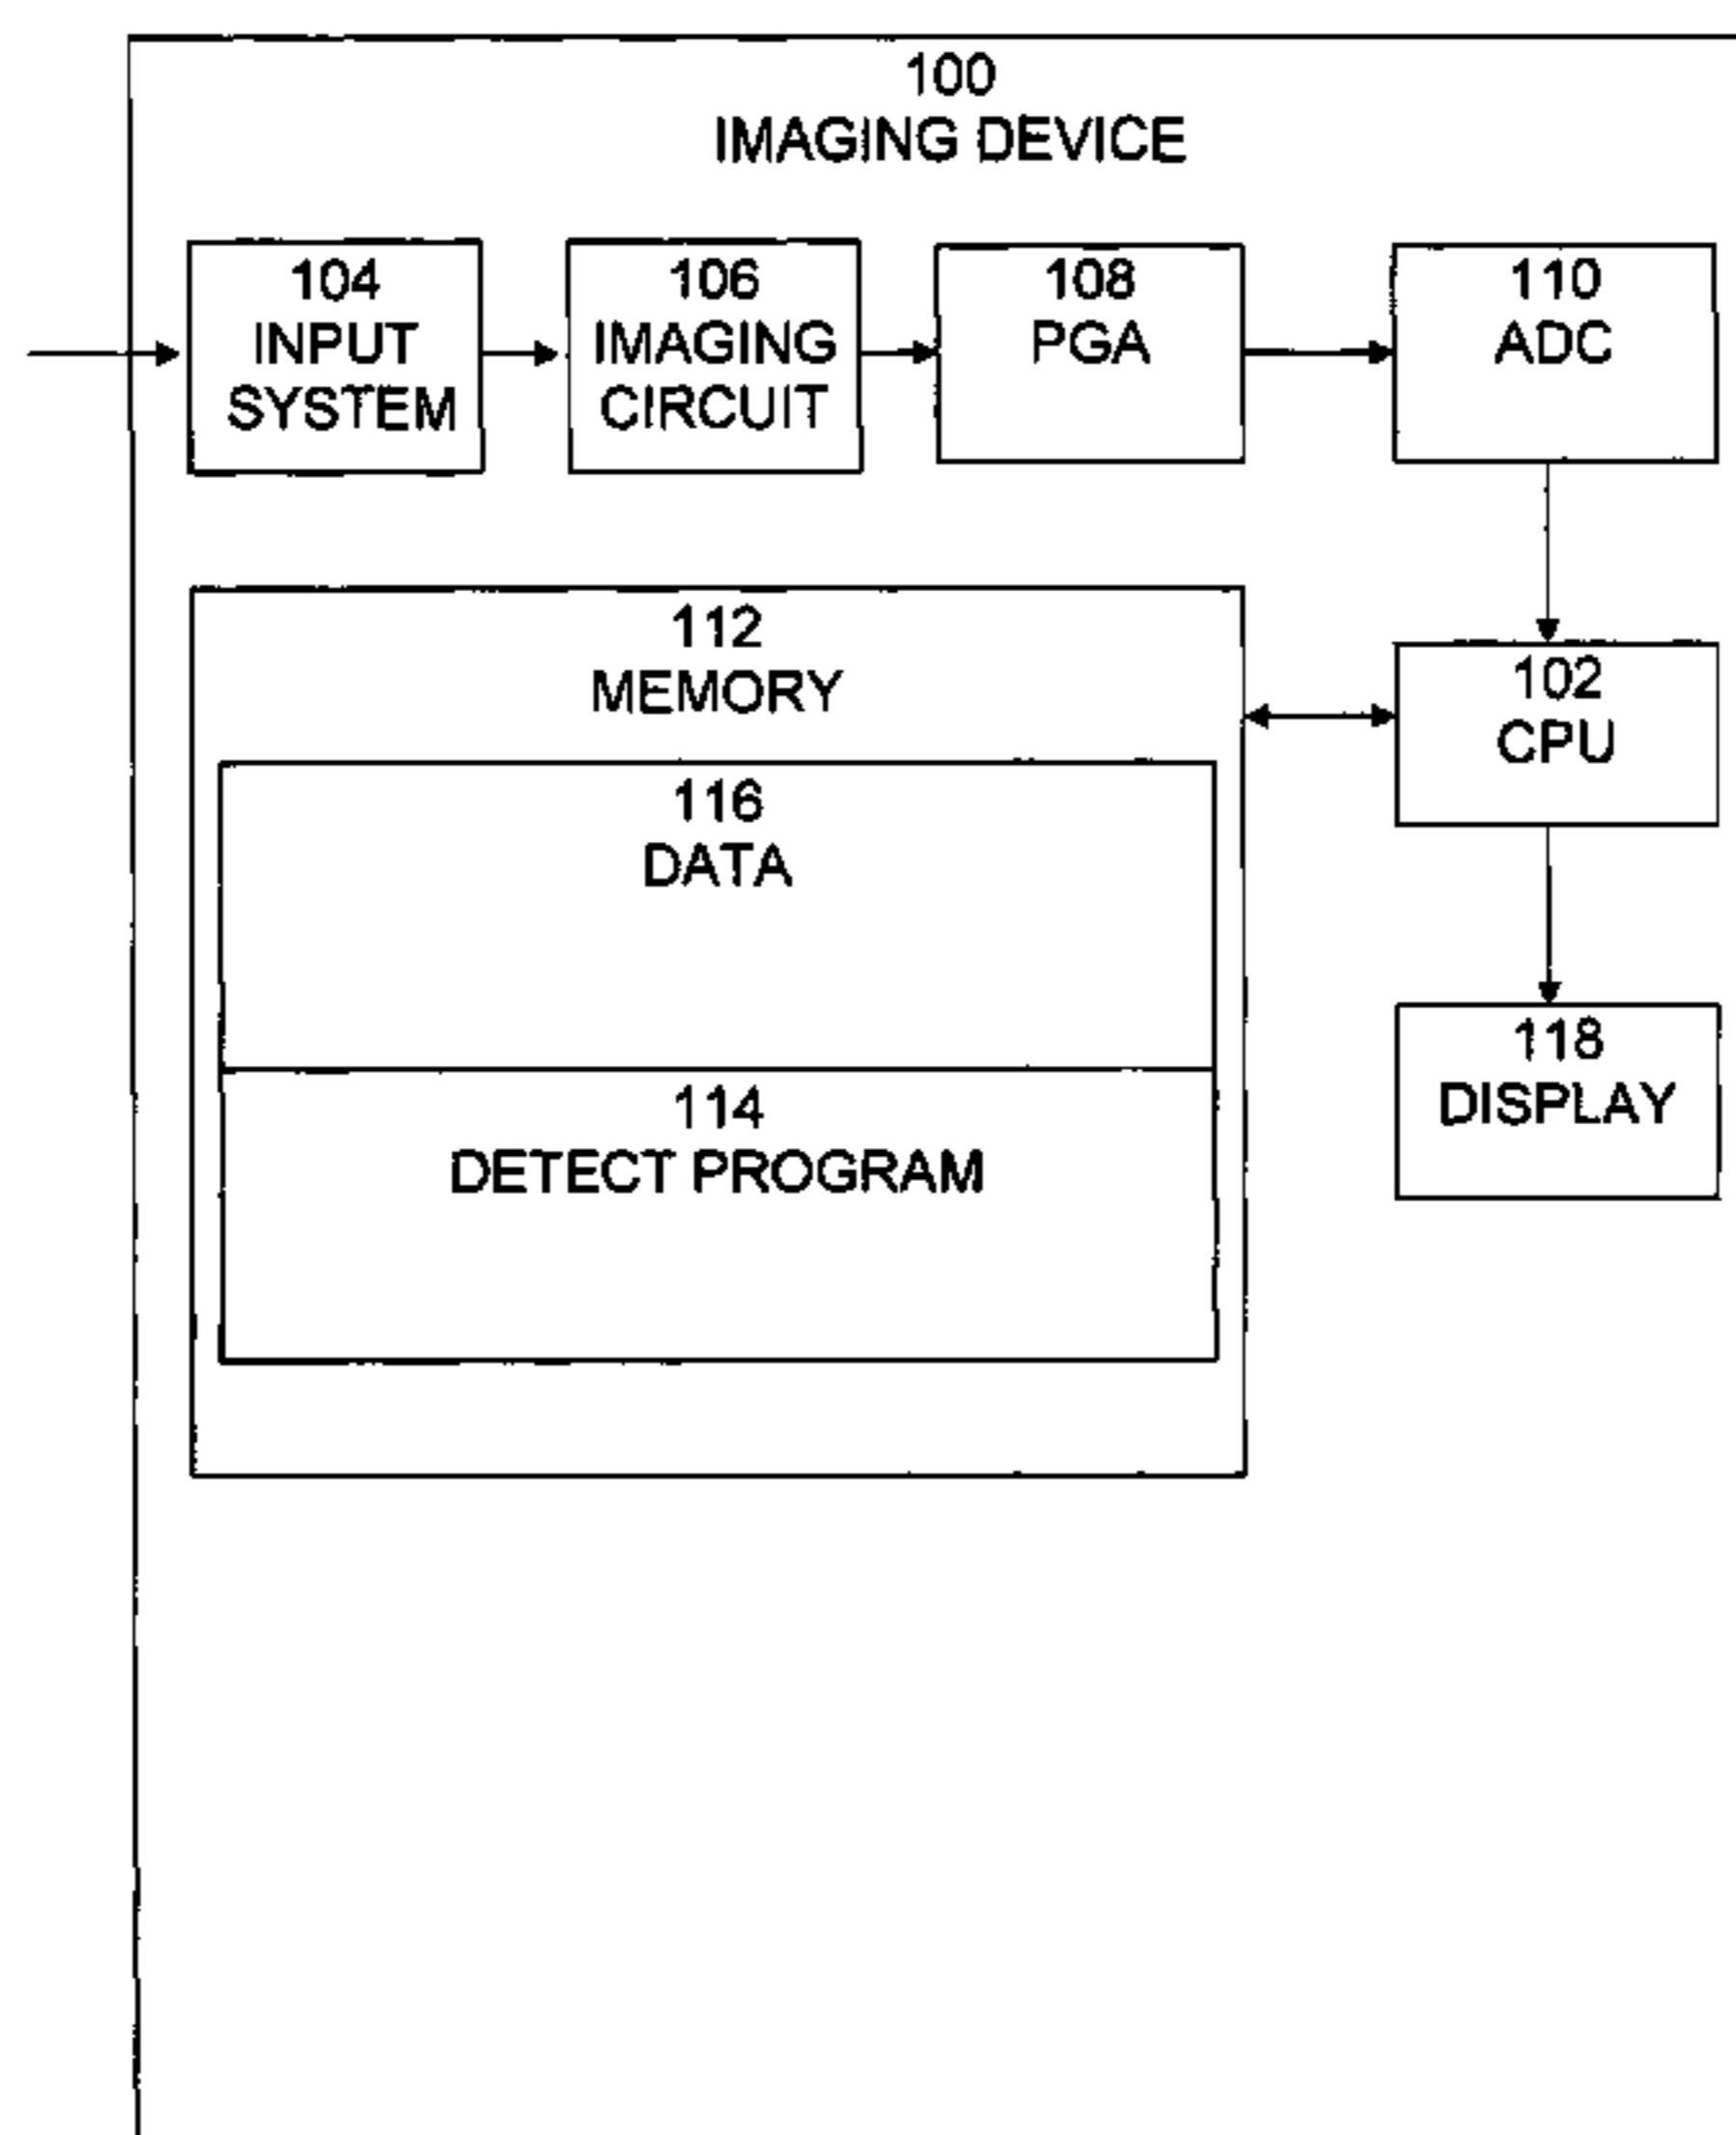 100
IMAGING DEVICE
104
INPUT
SYSTEM
106
IMAGING
CIRCUIT
108
PGA
110
ADC
112
MEMORY
116
DATA
114
DETECT PROGRAM
102
CPU
118
DISPLAY